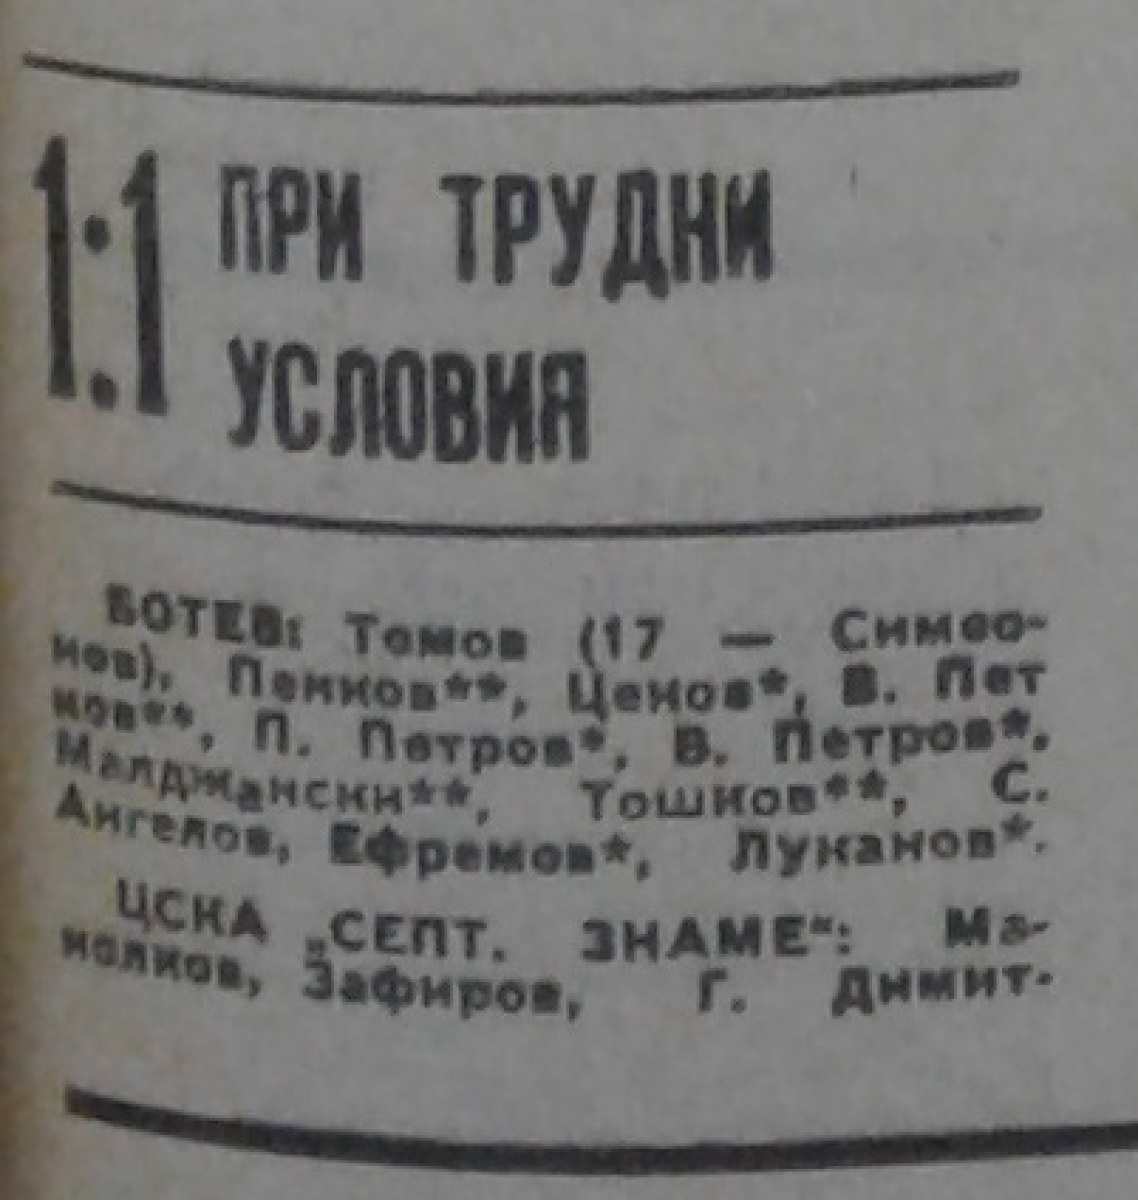 1:1 ПРИ ТРУДНИ
УСЛОВИЯ
БОТЕВ: Томов (17 — Симео-
нов), Пенков**, Ценов*, В. Пет
ков**, П. Петров*, В. Петров*,
Малджански**, Тошков**, С.
Ангелов, Ефремов*, Луканов*.
ЦСКА „СЕПТ. ЗНАМЕ“: Ма-
нолков, Зафиров, Г. Димит-